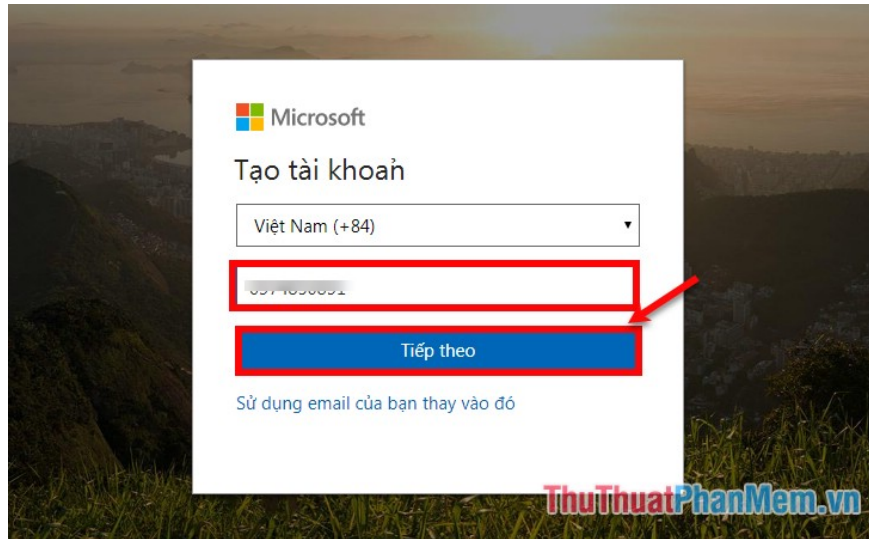 Microsoft
Tạo tài khoản
Việt Nam (+84)
Tiếp theo
Sử dụng email của bạn thay vào đó
ThuThuatPhanMem.vn